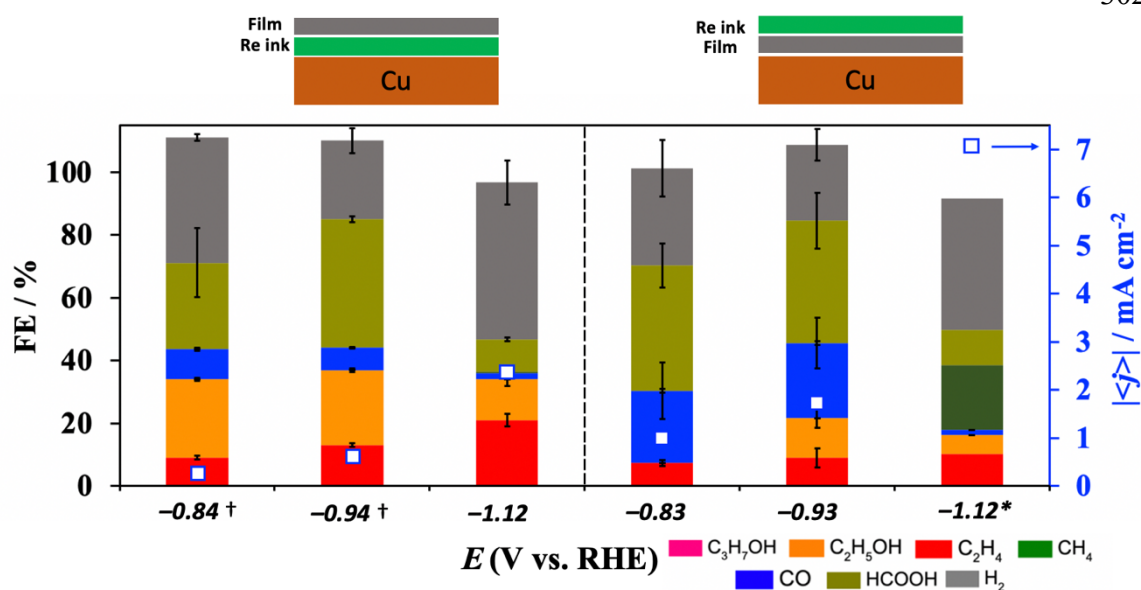 Film
Re ink
Cu
Re ink
Film
Cu
FE / %
100
80
60
40
20
0
7
6
5
4
3
2
1
0
|<j>| / mA cm⁻²
−0.84 † −0.94 † −1.12 −0.83 −0.93 −1.12*
E (V vs. RHE)
C₃H₇OH C₂H₅OH C₂H₄ CH₄
CO HCOOH H₂